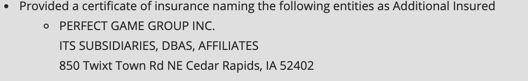 • Provided a certificate of insurance naming the following entities as Additional Insured
○ PERFECT GAME GROUP INC.
ITS SUBSIDIARIES, DBAS, AFFILIATES
850 Twixt Town Rd NE Cedar Rapids, IA 52402